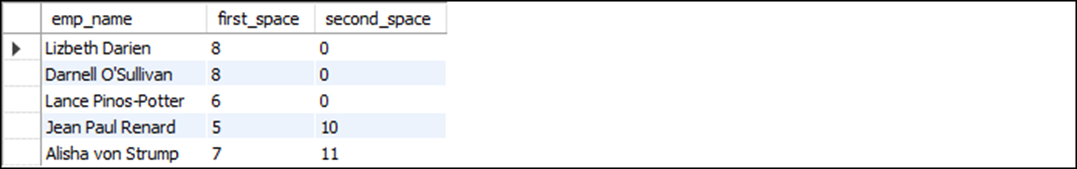 emp_name first_space second_space
Lizbeth Darien 8 0
Darnell O'Sullivan 8 0
Lance Pinos-Potter 6 0
Jean Paul Renard 5 10
Alisha von Strump 7 11